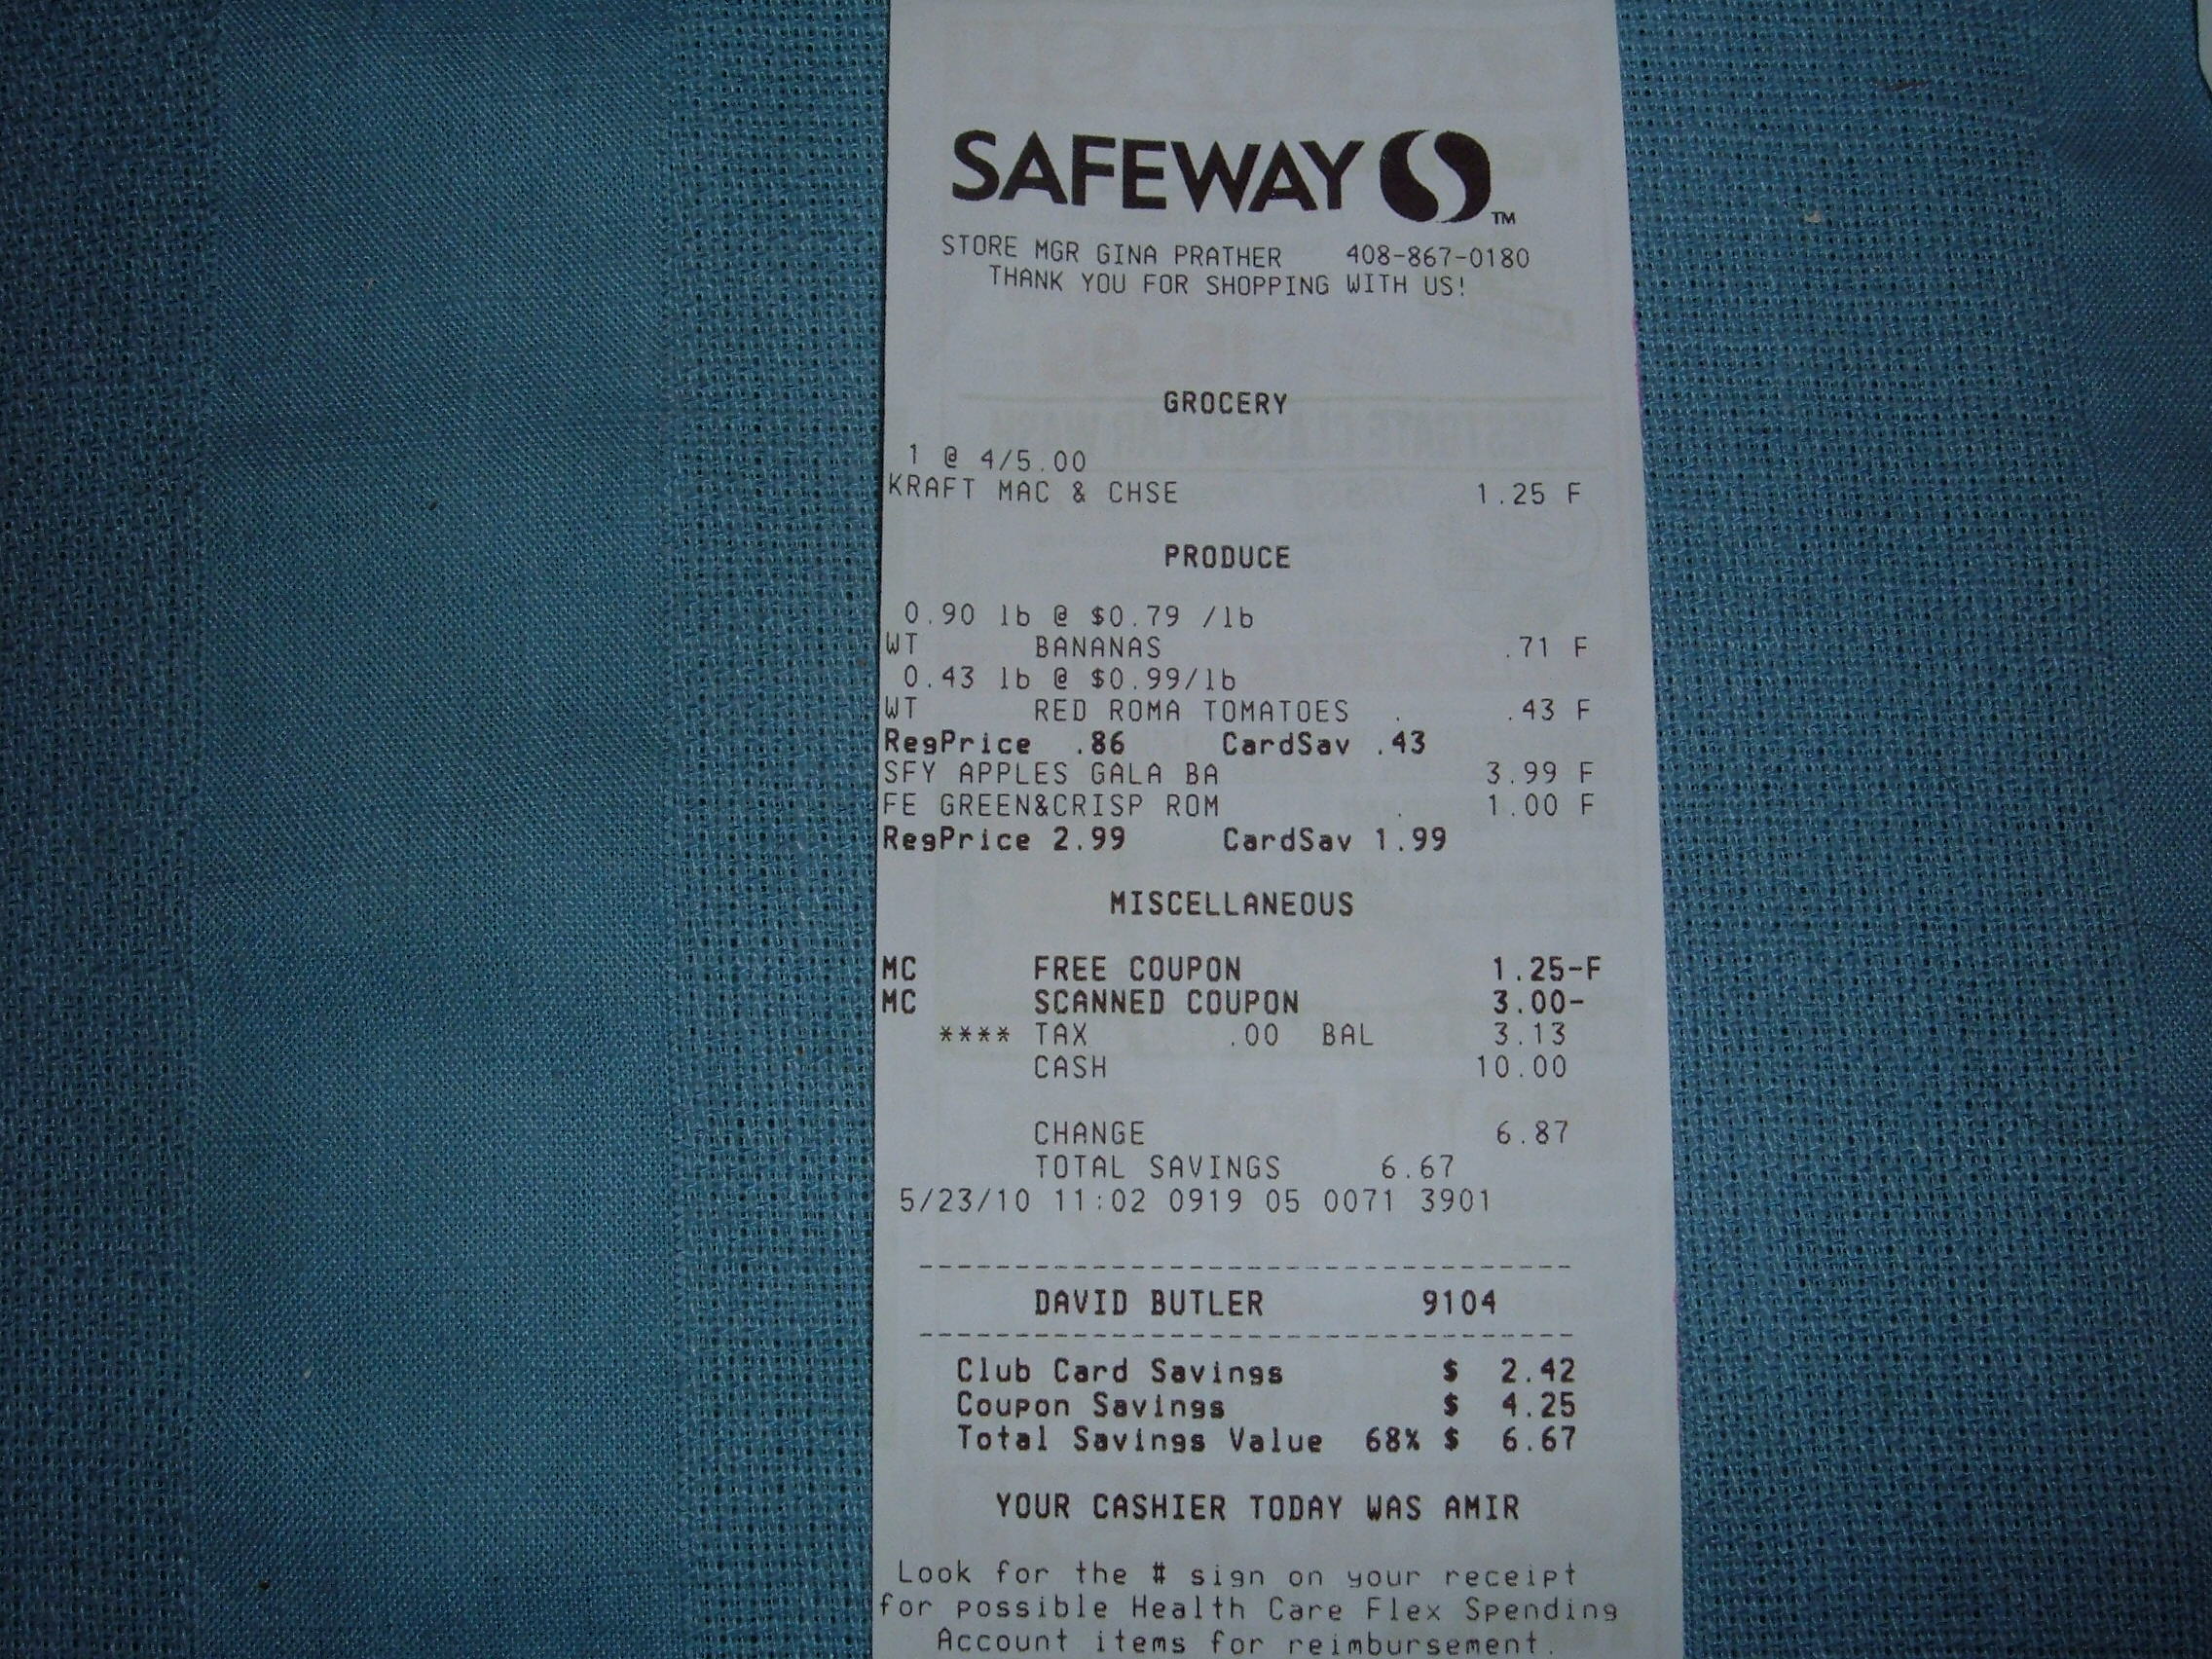 SAFEWAY TM
STORE MGR GINA PRATHER 408-867-0180
THANK YOU FOR SHOPPING WITH US!
GROCERY
1 @ 4/5.00
KRAFT MAC & CHSE 1.25 F
PRODUCE
0.90 lb @ $0.79 /lb
WT BANANAS .71 F
0.43 lb @ $0.99/lb
WT RED ROMA TOMATOES .43 F
RegPrice .86 CardSav .43
SFY APPLES GALA BA 3.99 F
FE GREEN&CRISP ROM 1.00 F
RegPrice 2.99 CardSav 1.99
MISCELLANEOUS
MC FREE COUPON 1.25-F
MC SCANNED COUPON 3.00-
**** TAX .00 BAL 3.13
CASH 10.00
CHANGE 6.87
TOTAL SAVINGS 6.67
5/23/10 11:02 0919 05 0071 3901
DAVID BUTLER 9104
Club Card Savings $ 2.42
Coupon Savings $ 4.25
Total Savings Value 68% $ 6.67
YOUR CASHIER TODAY WAS AMIR
Look for the # sign on your receipt
for possible Health Care Flex Spending
Account items for reimbursement.